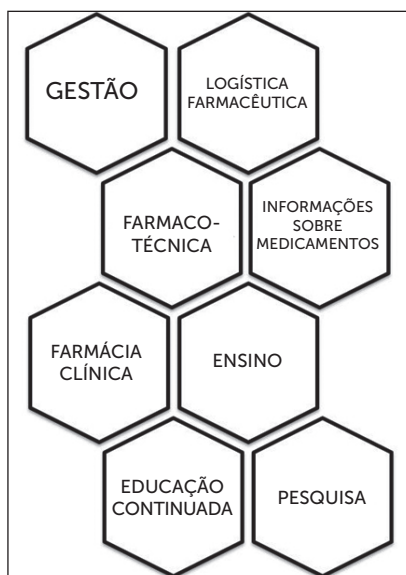 GESTÃO
LOGÍSTICA
FARMACÊUTICA
FARMACO-
TÉCNICA
INFORMAÇÕES
SOBRE
MEDICAMENTOS
FARMÁCIA
CLÍNICA
ENSINO
EDUCAÇÃO
CONTINUADA
PESQUISA